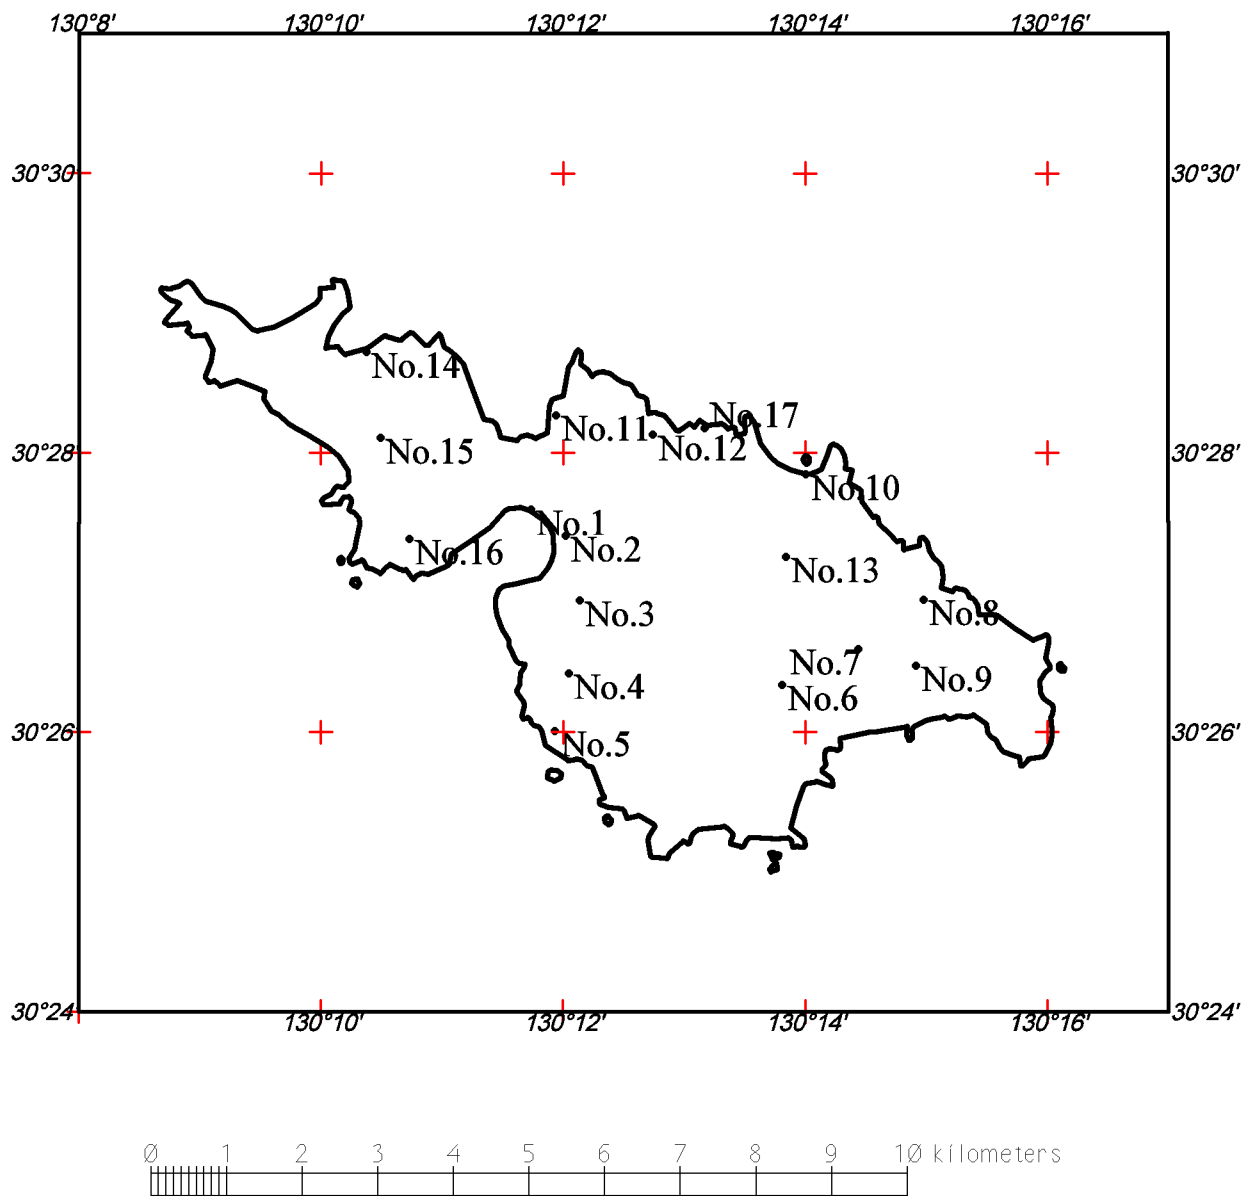 130°8' 130°10' 130°12' 130°14' 130°16'
30°30' 30°30'
No.14
No.17
No.11
No.12
No.15
30°28' 30°28'
No.10
No.1
No.2
No.16
No.13
No.3
No.8
No.7
No.9
No.4
No.6
30°26' 30°26'
No.5
30°24' 30°24'
130°10' 130°12' 130°14' 130°16'
0 1 2 3 4 5 6 7 8 9 10 kilometers